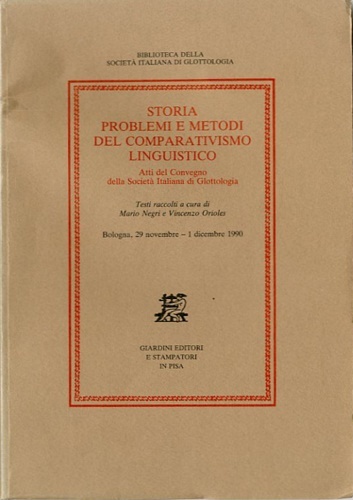 BIBLIOTECA DELLA
SOCIETÀ ITALIANA DI GLOTTOLOGIA
STORIA
PROBLEMI E METODI
DEL COMPARATIVISMO
LINGUISTICO
Atti del Convegno
della Società Italiana di Glottologia
Testi raccolti a cura di
Mario Negri e Vincenzo Orioles
Bologna, 29 novembre – 1 dicembre 1990
GIARDINI EDITORI
E STAMPATORI
IN PISA